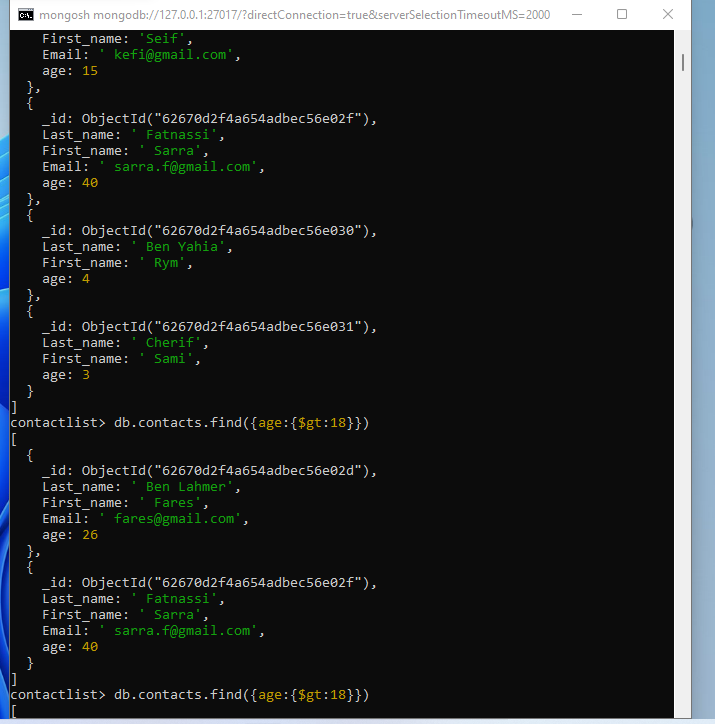 mongosh mongodb://127.0.0.1:27017/?directConnection=true&serverSelectionTimeoutMS=2000
    First_name: 'Seif',
    Email: ' kefi@gmail.com',
    age: 15
  },
  {
    _id: ObjectId("62670d2f4a654adbec56e02f"),
    Last_name: ' Fatnassi',
    First_name: ' Sarra',
    Email: ' sarra.f@gmail.com',
    age: 40
  },
  {
    _id: ObjectId("62670d2f4a654adbec56e030"),
    Last_name: ' Ben Yahia',
    First_name: ' Rym',
    age: 4
  },
  {
    _id: ObjectId("62670d2f4a654adbec56e031"),
    Last_name: ' Cherif',
    First_name: ' Sami',
    age: 3
  }
]
contactlist> db.contacts.find({age:{$gt:18}})
[
  {
    _id: ObjectId("62670d2f4a654adbec56e02d"),
    Last_name: ' Ben Lahmer',
    First_name: ' Fares',
    Email: ' fares@gmail.com',
    age: 26
  },
  {
    _id: ObjectId("62670d2f4a654adbec56e02f"),
    Last_name: ' Fatnassi',
    First_name: ' Sarra',
    Email: ' sarra.f@gmail.com',
    age: 40
  }
]
contactlist> db.contacts.find({age:{$gt:18}})
[